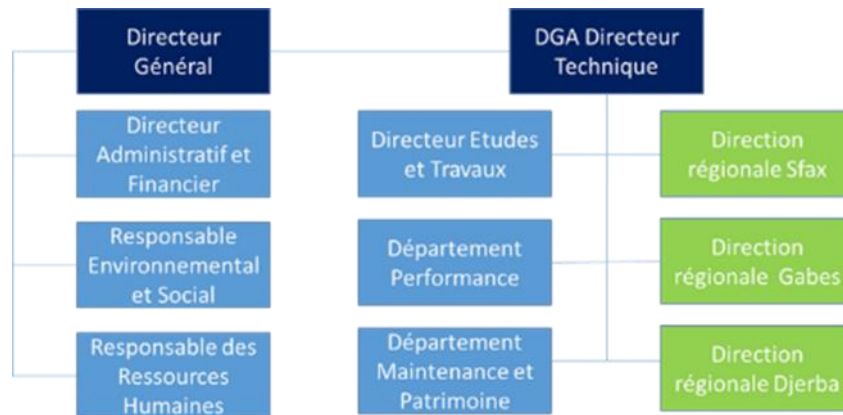 Directeur
Général
DGA Directeur
Technique
Directeur
Administratif et
Financier
Directeur Etudes
et Travaux
Direction
régionale Sfax
Responsable
Environnemental
et Social
Département
Performance
Direction
régionale Gabes
Responsable des
Ressources
Humaines
Département
Maintenance et
Patrimoine
Direction
régionale Djerba